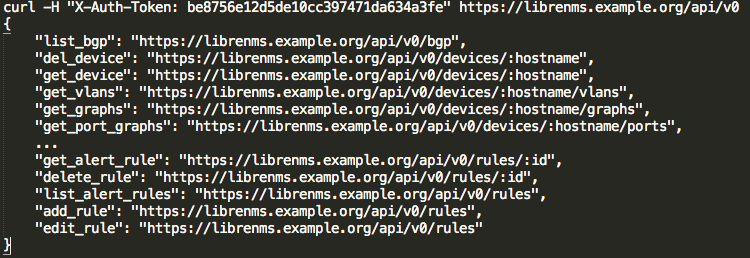 curl -H "X-Auth-Token: be8756e12d5de10cc397471da634a3fe" https://librenms.example.org/api/v0
{
    "list_bgp": "https://librenms.example.org/api/v0/bgp",
    "del_device": "https://librenms.example.org/api/v0/devices/:hostname",
    "get_device": "https://librenms.example.org/api/v0/devices/:hostname",
    "get_vlans": "https://librenms.example.org/api/v0/devices/:hostname/vlans",
    "get_graphs": "https://librenms.example.org/api/v0/devices/:hostname/graphs",
    "get_port_graphs": "https://librenms.example.org/api/v0/devices/:hostname/ports",
    ...
    "get_alert_rule": "https://librenms.example.org/api/v0/rules/:id",
    "delete_rule": "https://librenms.example.org/api/v0/rules/:id",
    "list_alert_rules": "https://librenms.example.org/api/v0/rules",
    "add_rule": "https://librenms.example.org/api/v0/rules",
    "edit_rule": "https://librenms.example.org/api/v0/rules"
}